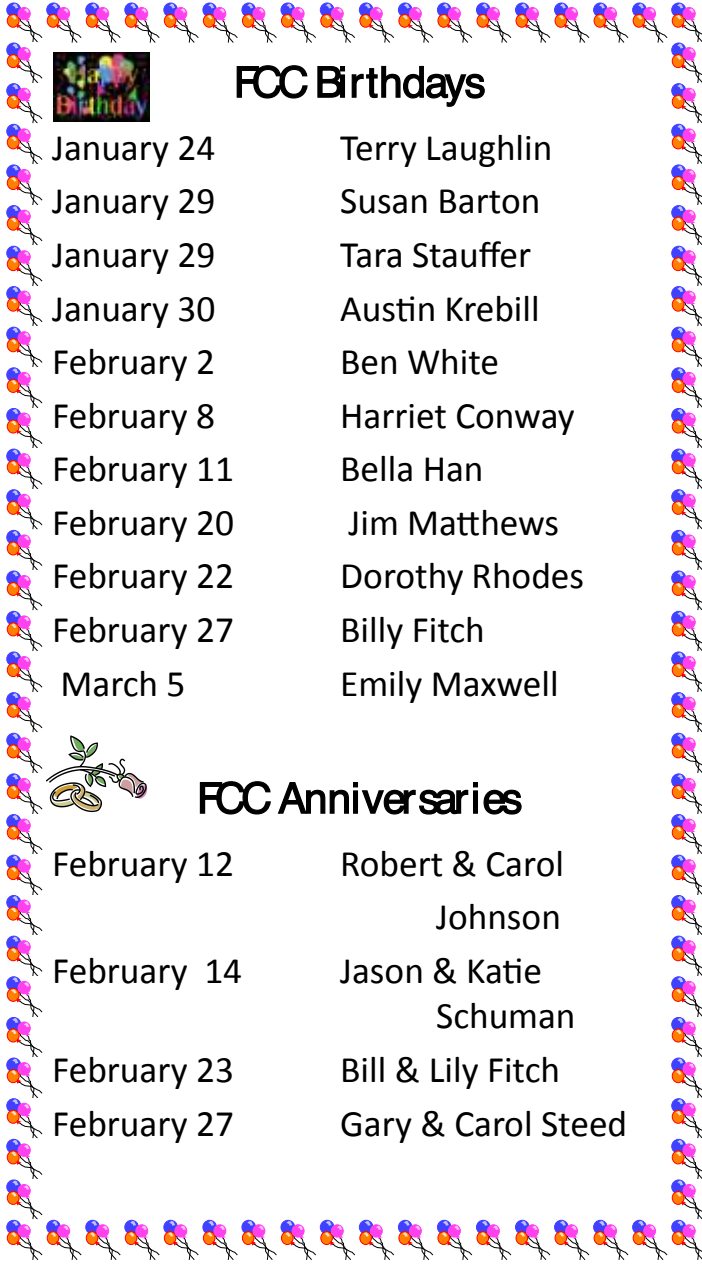 Happy
Birthday
FCC Birthdays
January 24 Terry Laughlin
January 29 Susan Barton
January 29 Tara Stauffer
January 30 Austin Krebill
February 2 Ben White
February 8 Harriet Conway
February 11 Bella Han
February 20 Jim Matthews
February 22 Dorothy Rhodes
February 27 Billy Fitch
March 5 Emily Maxwell
FCC Anniversaries
February 12 Robert & Carol
Johnson
February 14 Jason & Katie
Schuman
February 23 Bill & Lily Fitch
February 27 Gary & Carol Steed